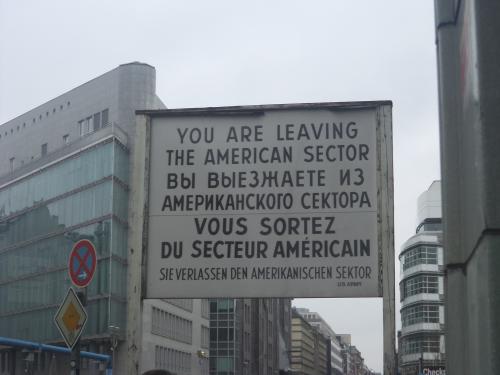 YOU ARE LEAVING
THE AMERICAN SECTOR
ВЫ ВЫЕЗЖАЕТЕ ИЗ
АМЕРИКАНСКОГО СЕКТОРА
VOUS SORTEZ
DU SECTEUR AMÉRICAIN
SIE VERLASSEN DEN AMERIKANISCHEN SEKTOR
US ARMY
Checkp